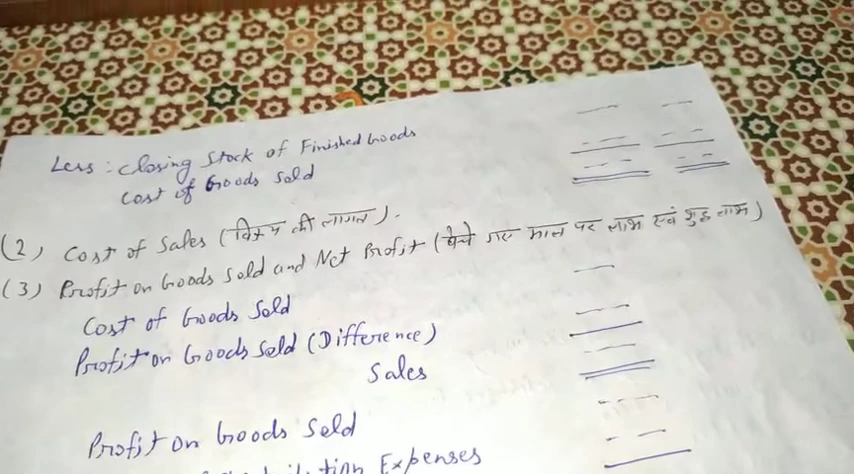 Less : Closing Stock of Finished Goods
Cost of Goods Sold
(2) Cost of Sales (विक्रय की लागत).
(3) Profit on Goods Sold and Net Profit (बेचे गए माल पर लाभ एवं शुद्ध लाभ)
Cost of Goods Sold
Profit on Goods Sold (Difference)
Sales
Profit on Goods Sold
Expenses